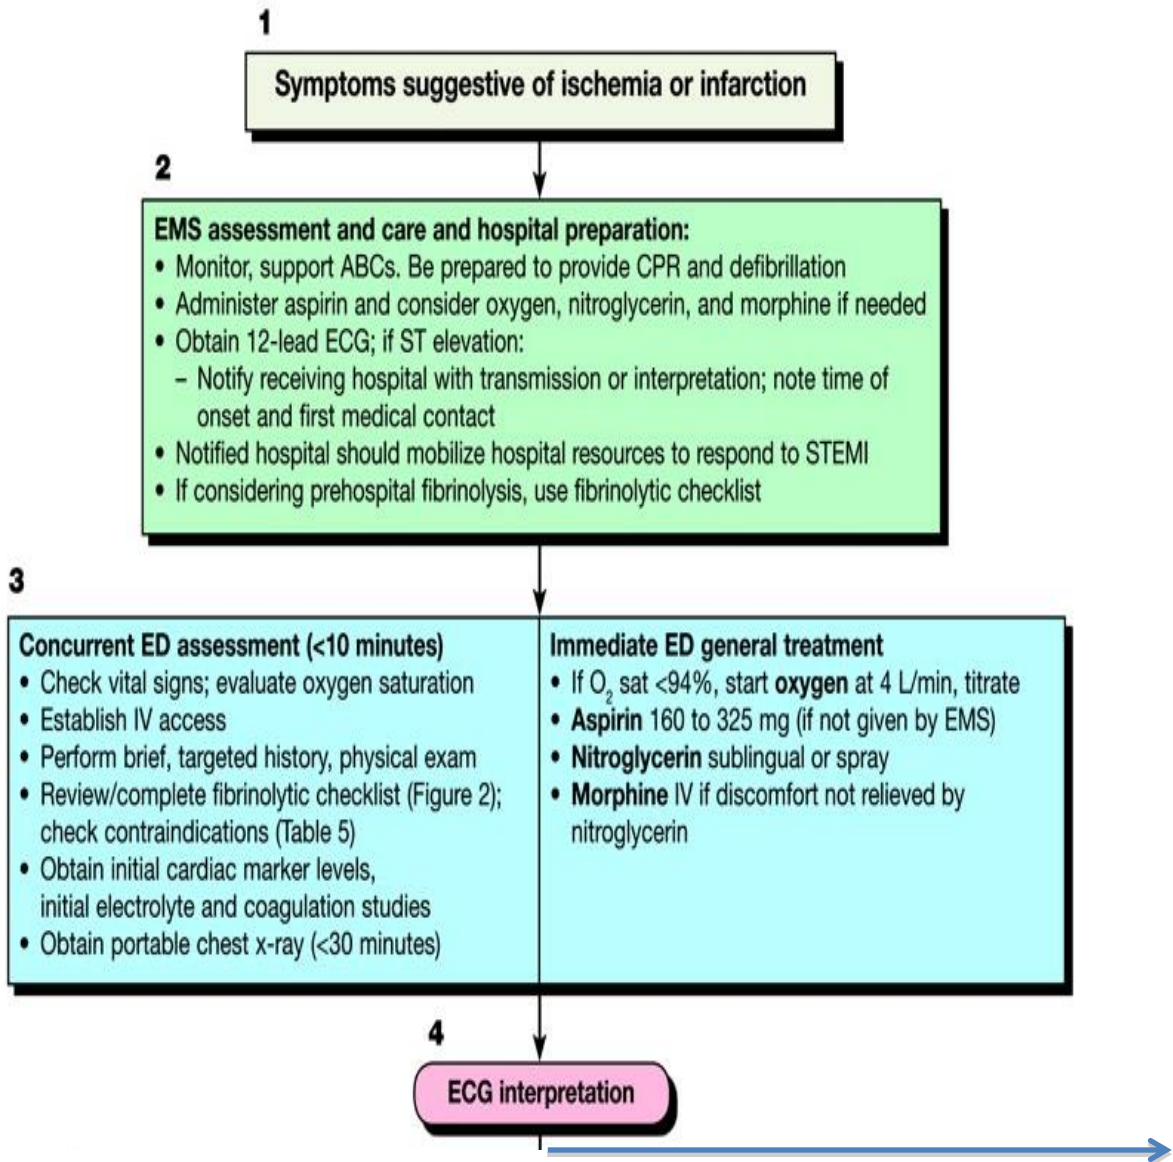 1
Symptoms suggestive of ischemia or infarction
2
EMS assessment and care and hospital preparation:
• Monitor, support ABCs. Be prepared to provide CPR and defibrillation
• Administer aspirin and consider oxygen, nitroglycerin, and morphine if needed
• Obtain 12-lead ECG; if ST elevation:
– Notify receiving hospital with transmission or interpretation; note time of
onset and first medical contact
• Notified hospital should mobilize hospital resources to respond to STEMI
• If considering prehospital fibrinolysis, use fibrinolytic checklist
3
Concurrent ED assessment (<10 minutes)
• Check vital signs; evaluate oxygen saturation
• Establish IV access
• Perform brief, targeted history, physical exam
• Review/complete fibrinolytic checklist (Figure 2);
check contraindications (Table 5)
• Obtain initial cardiac marker levels,
initial electrolyte and coagulation studies
• Obtain portable chest x-ray (<30 minutes)
Immediate ED general treatment
• If O₂ sat <94%, start oxygen at 4 L/min, titrate
• Aspirin 160 to 325 mg (if not given by EMS)
• Nitroglycerin sublingual or spray
• Morphine IV if discomfort not relieved by
nitroglycerin
4
ECG interpretation